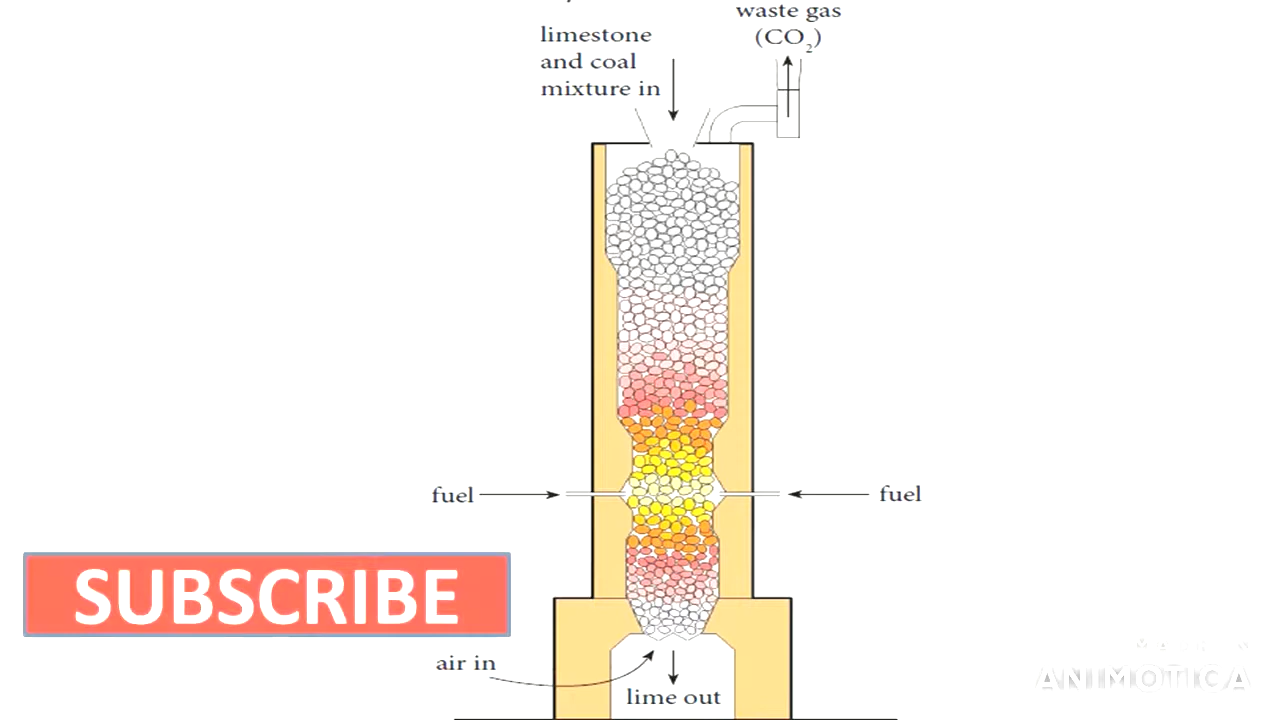 waste gas
(CO₂)
limestone
and coal
mixture in
fuel
fuel
SUBSCRIBE
air in
lime out
ANIMOTICA